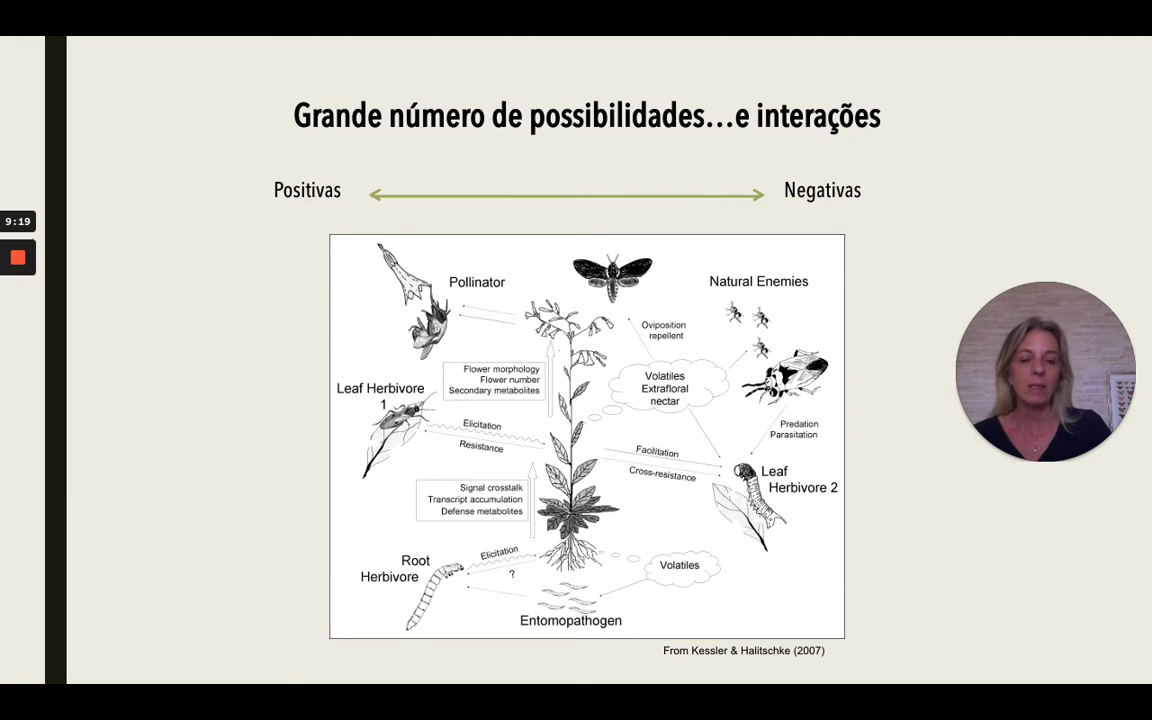 Grande número de possibilidades...e interações
Positivas
Negativas
9:19
Pollinator
Natural Enemies
Oviposition
repellent
Flower morphology
Flower number
Secondary metabolites
Volatiles
Extrafloral
nectar
Leaf Herbivore
1
Elicitation
Resistance
Predation
Parasitation
Facilitation
Cross-resistance
Leaf
Herbivore 2
Signal crosstalk
Transcript accumulation
Defense metabolites
Root
Herbivore
Elicitation
?
Volatiles
Entomopathogen
From Kessler & Halitschke (2007)